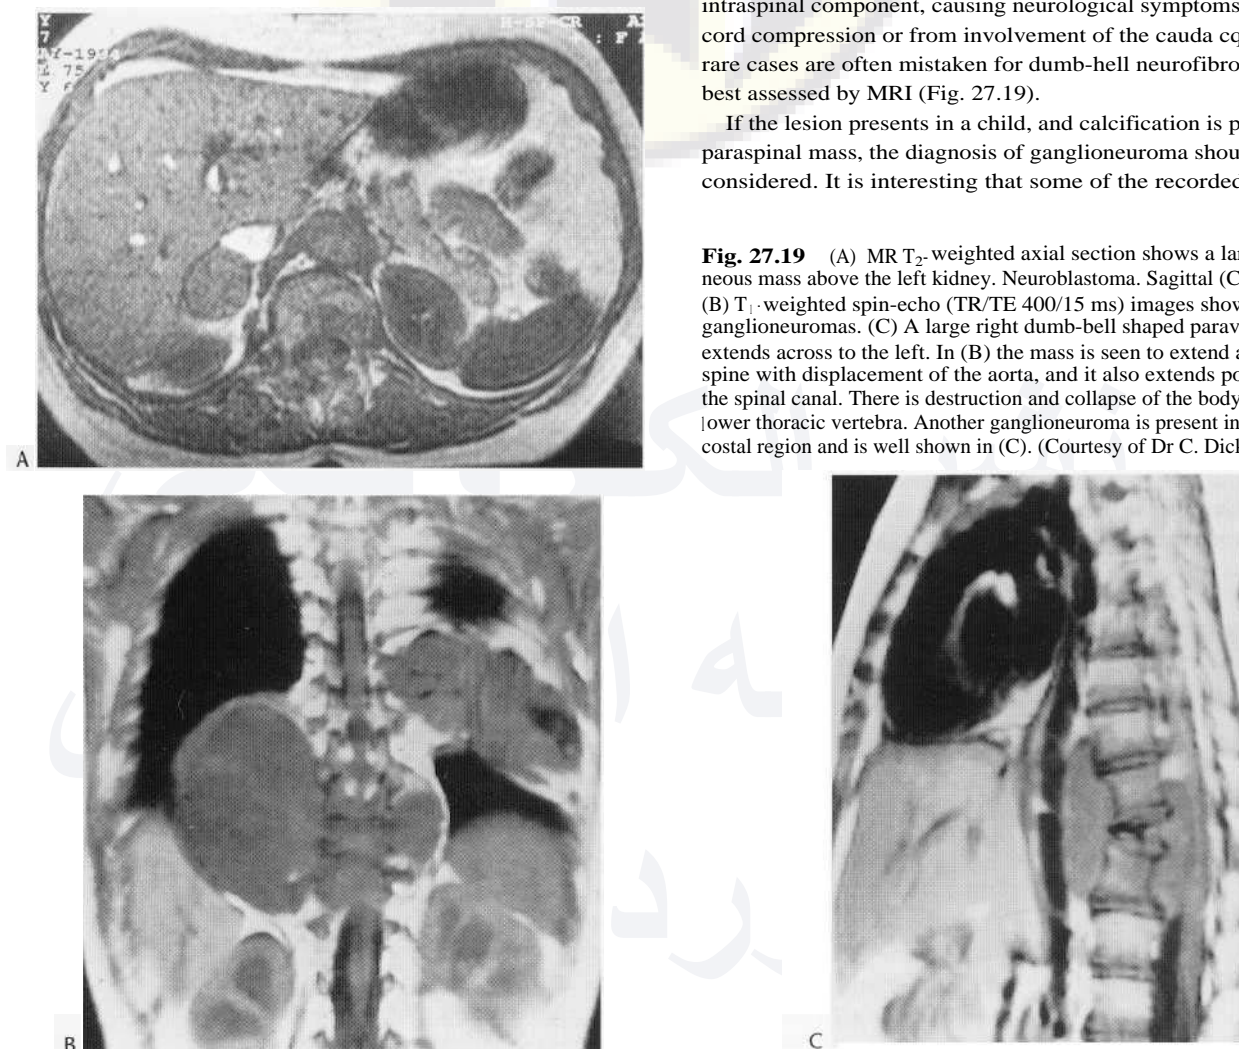 intraspinal component, causing neurological symptoms
cord compression or from involvement of the cauda cq
rare cases are often mistaken for dumb-hell neurofibro
best assessed by MRI (Fig. 27.19).
If the lesion presents in a child, and calcification is p
paraspinal mass, the diagnosis of ganglioneuroma shou
considered. It is interesting that some of the recorded
Fig. 27.19 (A) MR T2-weighted axial section shows a lar
neous mass above the left kidney. Neuroblastoma. Sagittal (C
(B) T1-weighted spin-echo (TR/TE 400/15 ms) images show
ganglioneuromas. (C) A large right dumb-bell shaped parav
extends across to the left. In (B) the mass is seen to extend a
spine with displacement of the aorta, and it also extends po
the spinal canal. There is destruction and collapse of the body
lower thoracic vertebra. Another ganglioneuroma is present in
costal region and is well shown in (C). (Courtesy of Dr C. Dick
A
B
C